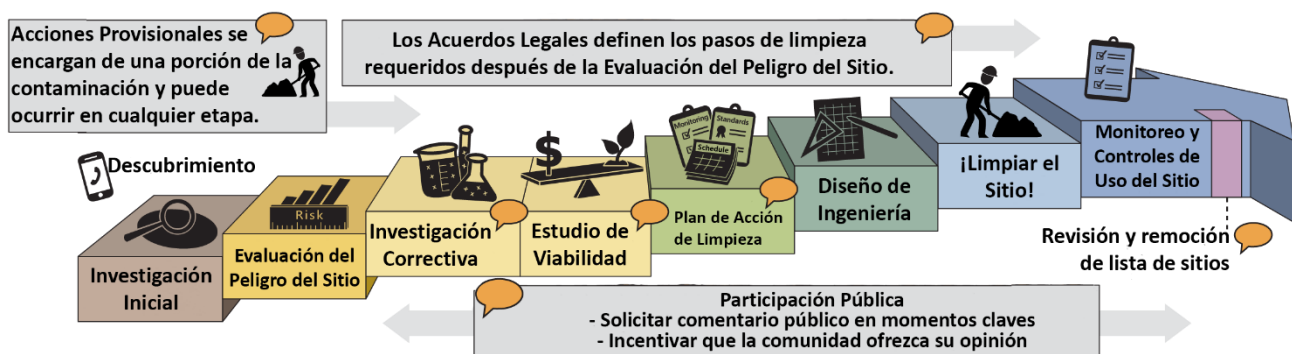 Acciones Provisionales se
encargan de una porción de la
contaminación y puede
ocurrir en cualquier etapa.
Los Acuerdos Legales definen los pasos de limpieza
requeridos después de la Evaluación del Peligro del Sitio.
Descubrimiento
Investigación
Inicial
Risk
Evaluación del
Peligro del Sitio
Investigación
Correctiva
$
Estudio de
Viabilidad
Monitoring
Standards
Schedule
Plan de Acción
de Limpieza
Diseño de
Ingeniería
¡Limpiar el
Sitio!
Monitoreo y
Controles de
Uso del Sitio
Revisión y remoción
de lista de sitios
Participación Pública
- Solicitar comentario público en momentos claves
- Incentivar que la comunidad ofrezca su opinión